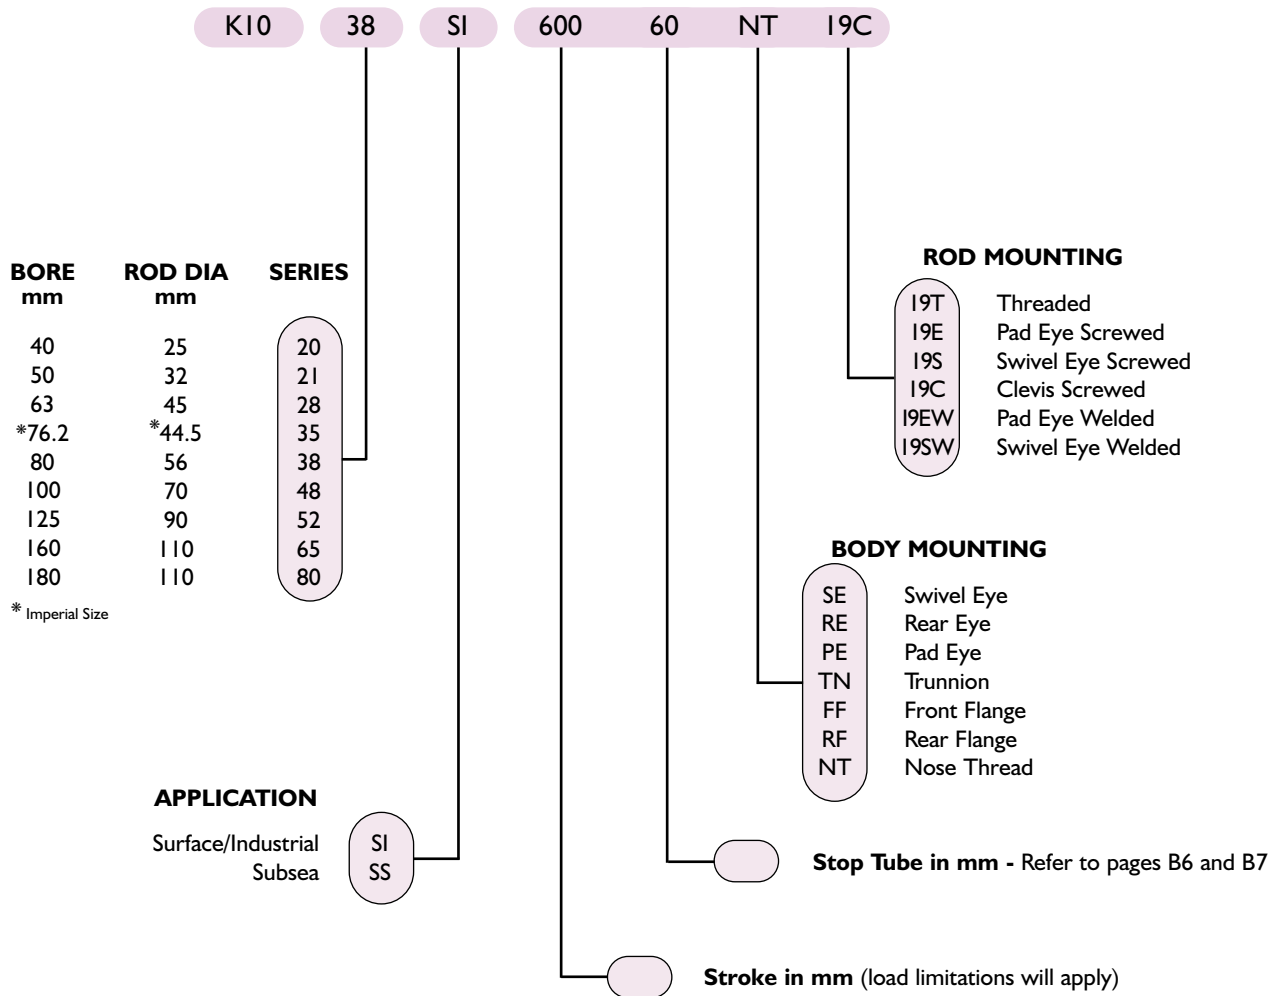 K10 38 SI 600 60 NT 19C
ROD MOUNTING
19T Threaded
19E Pad Eye Screwed
19S Swivel Eye Screwed
19C Clevis Screwed
19EW Pad Eye Welded
19SW Swivel Eye Welded
BORE ROD DIA SERIES
mm mm
40 25 20
50 32 21
63 45 28
*76.2 *44.5 35
80 56 38
100 70 48
125 90 52
160 110 65
180 110 80
* Imperial Size
BODY MOUNTING
SE Swivel Eye
RE Rear Eye
PE Pad Eye
TN Trunnion
FF Front Flange
RF Rear Flange
NT Nose Thread
APPLICATION
Surface/Industrial SI
Subsea SS
Stop Tube in mm - Refer to pages B6 and B7
Stroke in mm (load limitations will apply)